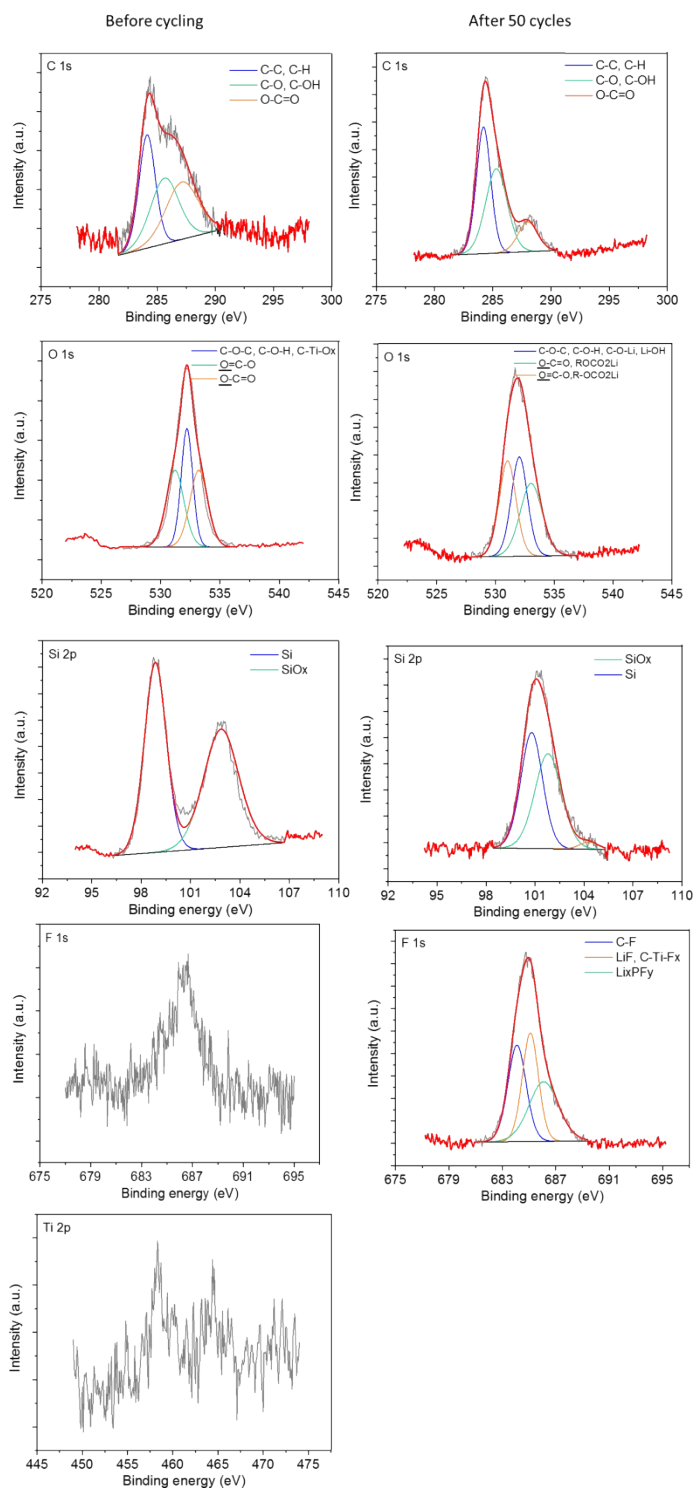 Before cycling
After 50 cycles
C 1s
C-C, C-H
C-O, C-OH
O-C=O
Intensity (a.u.)
275 280 285 290 295 300
Binding energy (eV)
C 1s
C-C, C-H
C-O, C-OH
O-C=O
Intensity (a.u.)
275 280 285 290 295 300
Binding energy (eV)
O 1s
C-O-C, C-O-H, C-Ti-Ox
O=C-O
O-C=O
Intensity (a.u.)
520 525 530 535 540 545
Binding energy (eV)
O 1s
C-O-C, C-O-H, C-O-Li, Li-OH
O-C=O, ROCO2Li
O=C-O,R-OCO2Li
Intensity (a.u.)
520 525 530 535 540 545
Binding energy (eV)
Si 2p
Si
SiOx
Intensity (a.u.)
92 95 98 101 104 107 110
Binding energy (eV)
Si 2p
SiOx
Si
Intensity (a.u.)
92 95 98 101 104 107 110
Binding energy (eV)
F 1s
Intensity (a.u.)
675 679 683 687 691 695
Binding energy (eV)
F 1s
C-F
LiF, C-Ti-Fx
LixPFy
Intensity (a.u.)
675 679 683 687 691 695
Binding energy (eV)
Ti 2p
Intensity (a.u.)
445 450 455 460 465 470 475
Binding energy (eV)